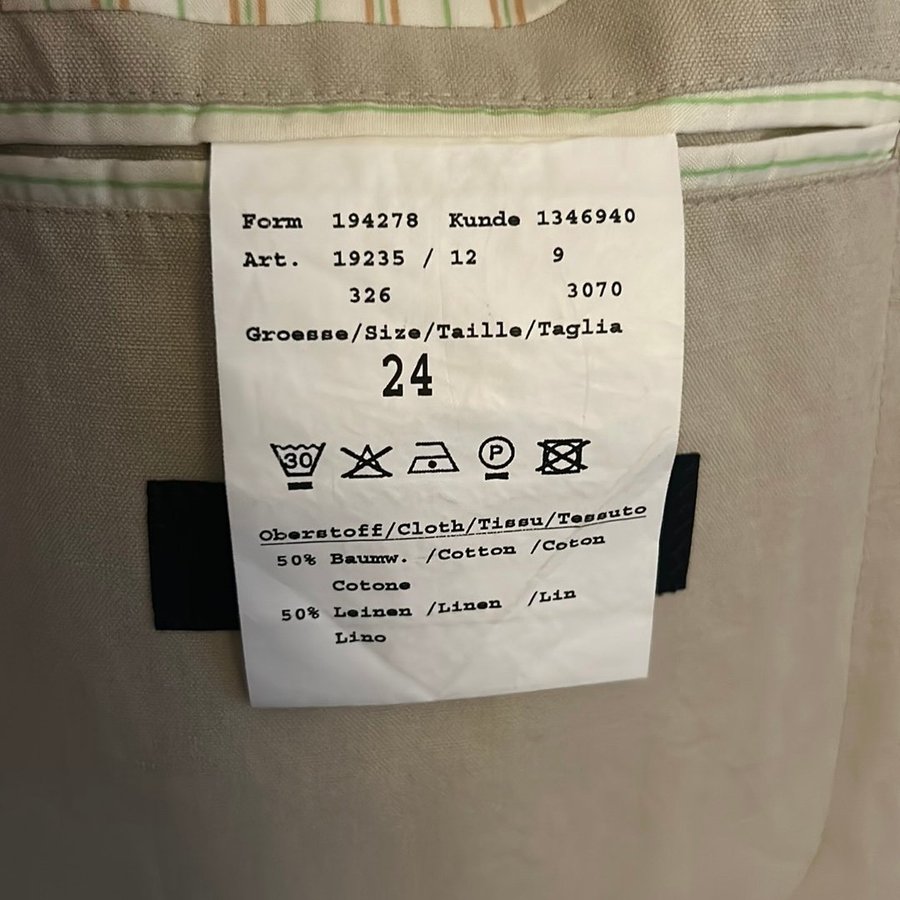 Form 194278 Kunde 1346940
Art. 19235 / 12 9
326 3070
Groesse/Size/Taille/Taglia
24
30 P
Oberstoff/Cloth/Tissu/Tessuto
50% Baumw. /Cotton /Coton
Cotone
50% Leinen /Linen /Lin
Lino